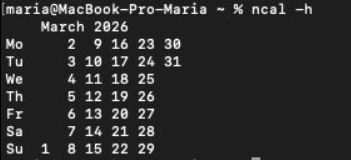 maria@MacBook-Pro-Maria ~ % ncal -h
    March 2026
Mo     2  9 16 23 30
Tu     3 10 17 24 31
We     4 11 18 25
Th     5 12 19 26
Fr     6 13 20 27
Sa     7 14 21 28
Su  1  8 15 22 29